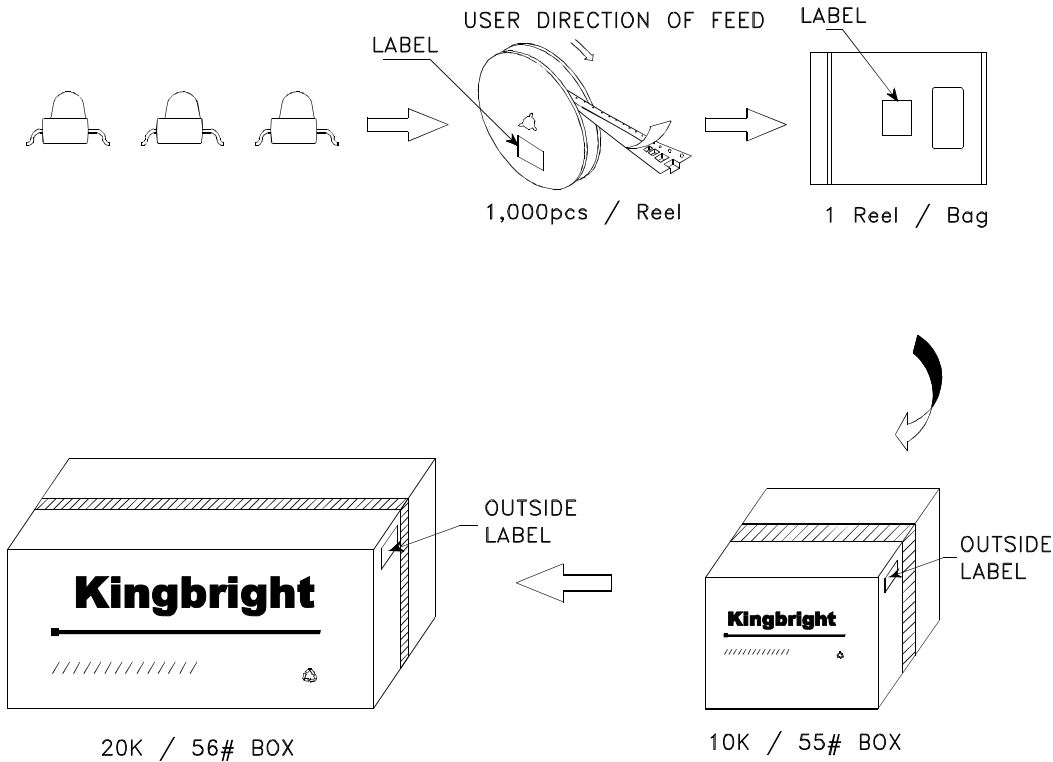 USER DIRECTION OF FEED
LABEL
LABEL
1,000pcs / Reel
1 Reel / Bag
OUTSIDE
LABEL
Kingbright
20K / 56# BOX
OUTSIDE
LABEL
Kingbright
10K / 55# BOX